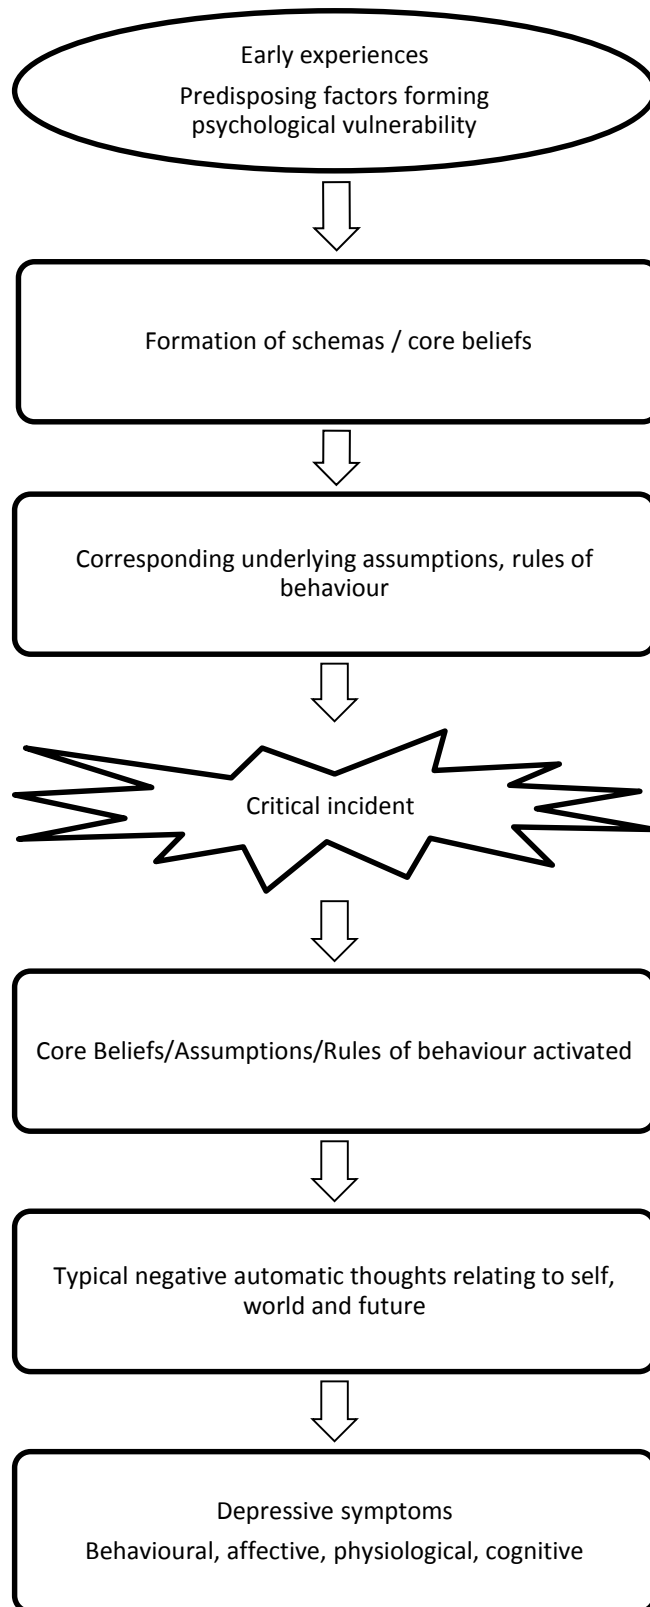 Early experiences
Predisposing factors forming
psychological vulnerability
Formation of schemas / core beliefs
Corresponding underlying assumptions, rules of
behaviour
Critical incident
Core Beliefs/Assumptions/Rules of behaviour activated
Typical negative automatic thoughts relating to self,
world and future
Depressive symptoms
Behavioural, affective, physiological, cognitive